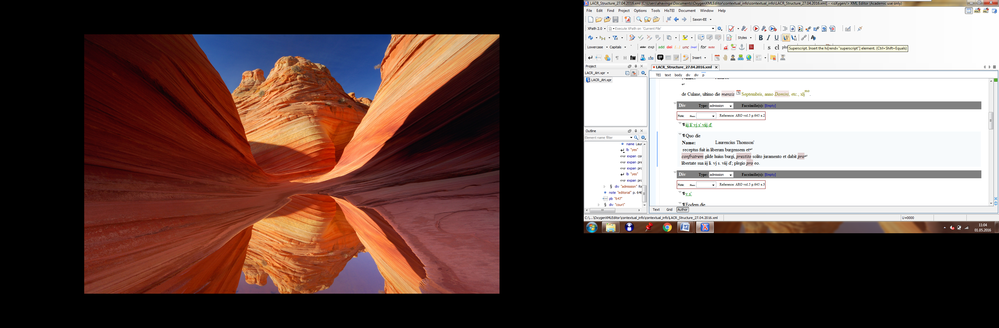 LACR_Structure_27.04.2016.xml [C:\Users\ahavinga\Documents\OxygenXMLEditor\contextual_info\contextual_info\LACR_Structure_27.04.2016.xml] - <oXygen/> XML Editor (Academic use only)
File Edit Find Project Options Tools HisTEI Document Window Help
Saxon-EE
XPath 2.0 Execute XPath on 'Current File'
Styles B I U
Lowercase Capitals abbr exp add del [...] unc [sup] for note a s cl phr
Superscript. Insert the hi[rend="superscript"] element. (Ctrl+Shift+Equals)
¶ H fw Insert 15
Project
LACR_AH.xpr
LACR_AH.xpr
Outline
Element name filter
name Laur
lb "yes"
exp expan cor
exp expan pre
exp expan pro
lb "yes"
exp expan pro
§ div "admission" Re
note "editorial" p. 646
pb "647"
§ div "court"
LACR_Structure_27.04.2016.xml
TEI text body div div p
↵
de Culane, ultimo die mensis 15 Septembris, anno Domini, etc., xlj mo.
Div Type: admission Facsimile(s): [Empty]
Note: Place: Reference: ARO vol.5 p.645 e.2
¶ iij li' vj s' viij d'
¶ Quo die
Name: Laurencius Thomson'
receptus fuit in liberum burgensem et↵
confratrem gilde huius burgi, prestito solito juramento et dabit pro↵
libertate sua iij li. vj s. viij d'; plegio pro eo.
Div Type: admission Facsimile(s): [Empty]
Note: Place: Reference: ARO vol.5 p.645 e.3
¶ v s'
¶ Eodem die
Text Grid Author
C:\...\OxygenXMLEditor\contextual_info\contextual_info\LACR_Structure_27.04.2016.xml
U+0000
11:04
01.05.2016